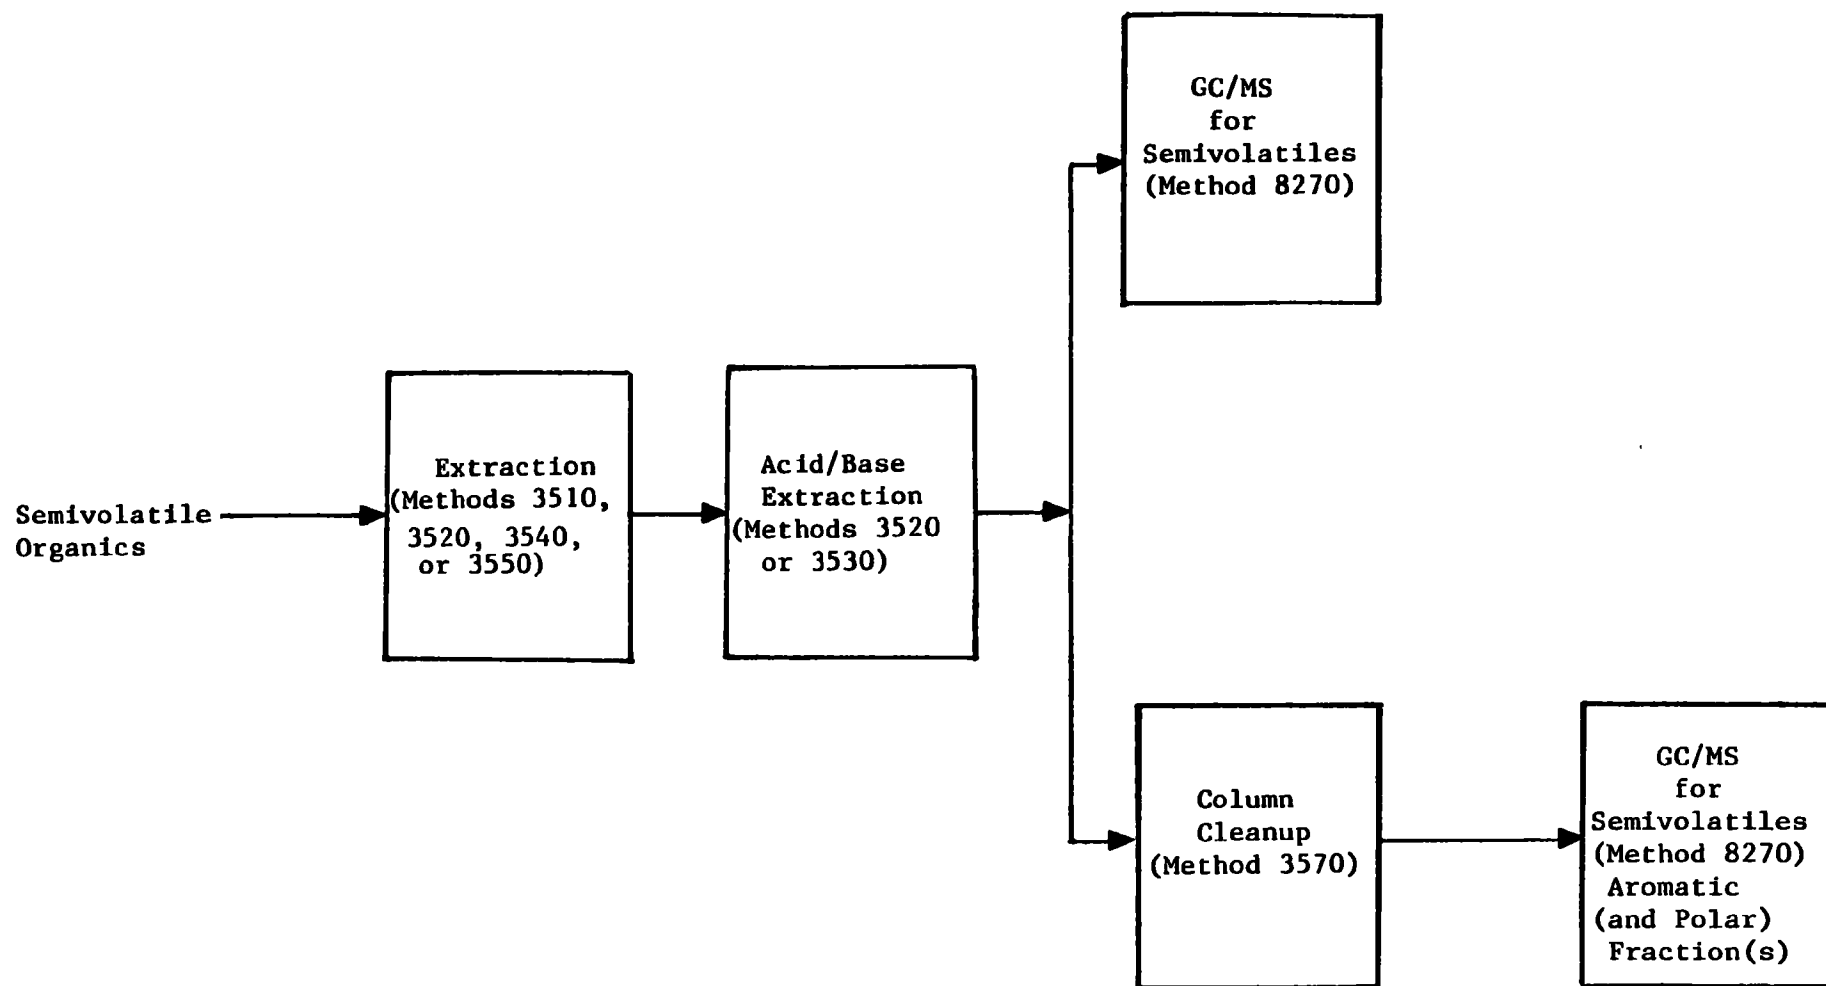 Semivolatile
Organics
Extraction
(Methods 3510,
3520, 3540,
or 3550)
Acid/Base
Extraction
(Methods 3520
or 3530)
GC/MS
for
Semivolatiles
(Method 8270)
Column
Cleanup
(Method 3570)
GC/MS
for
Semivolatiles
(Method 8270)
Aromatic
(and Polar)
Fraction(s)